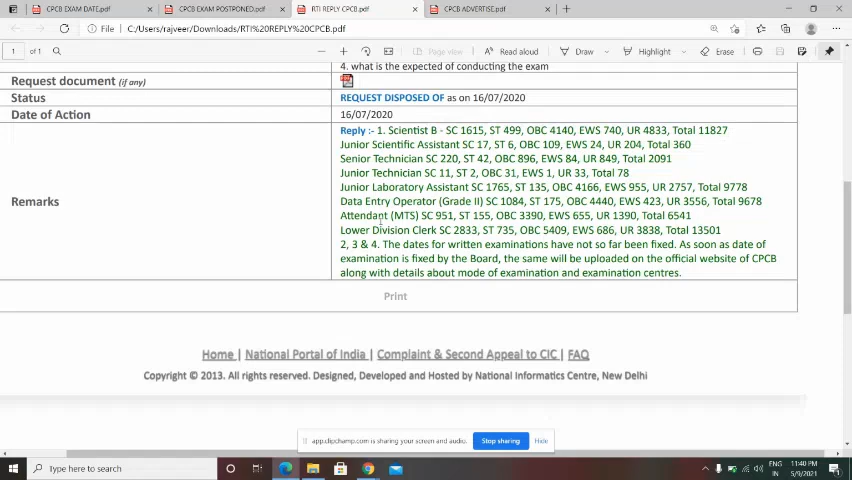 CPCB EXAM DATE.pdf
CPCB EXAM POSTPONED.pdf
RTI REPLY CPCB.pdf
CPCB ADVERTISE.pdf
File | C:/Users/rajveer/Downloads/RTI%20REPLY%20CPCB.pdf
1 of 1
Page view
Read aloud
Draw
Highlight
Erase
4. what is the expected of conducting the exam
Request document (if any)
Status REQUEST DISPOSED OF as on 16/07/2020
Date of Action 16/07/2020
Remarks
Reply :- 1. Scientist B - SC 1615, ST 499, OBC 4140, EWS 740, UR 4833, Total 11827
Junior Scientific Assistant SC 17, ST 6, OBC 109, EWS 24, UR 204, Total 360
Senior Technician SC 220, ST 42, OBC 896, EWS 84, UR 849, Total 2091
Junior Technician SC 11, ST 2, OBC 31, EWS 1, UR 33, Total 78
Junior Laboratory Assistant SC 1765, ST 135, OBC 4166, EWS 955, UR 2757, Total 9778
Data Entry Operator (Grade II) SC 1084, ST 175, OBC 4440, EWS 423, UR 3556, Total 9678
Attendant (MTS) SC 951, ST 155, OBC 3390, EWS 655, UR 1390, Total 6541
Lower Division Clerk SC 2833, ST 735, OBC 5409, EWS 686, UR 3838, Total 13501
2, 3 & 4. The dates for written examinations have not so far been fixed. As soon as date of
examination is fixed by the Board, the same will be uploaded on the official website of CPCB
along with details about mode of examination and examination centres.
Print
Home | National Portal of India | Complaint & Second Appeal to CIC | FAQ
Copyright © 2013. All rights reserved. Designed, Developed and Hosted by National Informatics Centre, New Delhi
app.clipchamp.com is sharing your screen and audio.
Stop sharing
Hide
Type here to search
ENG
IN
11:40 PM
5/9/2021